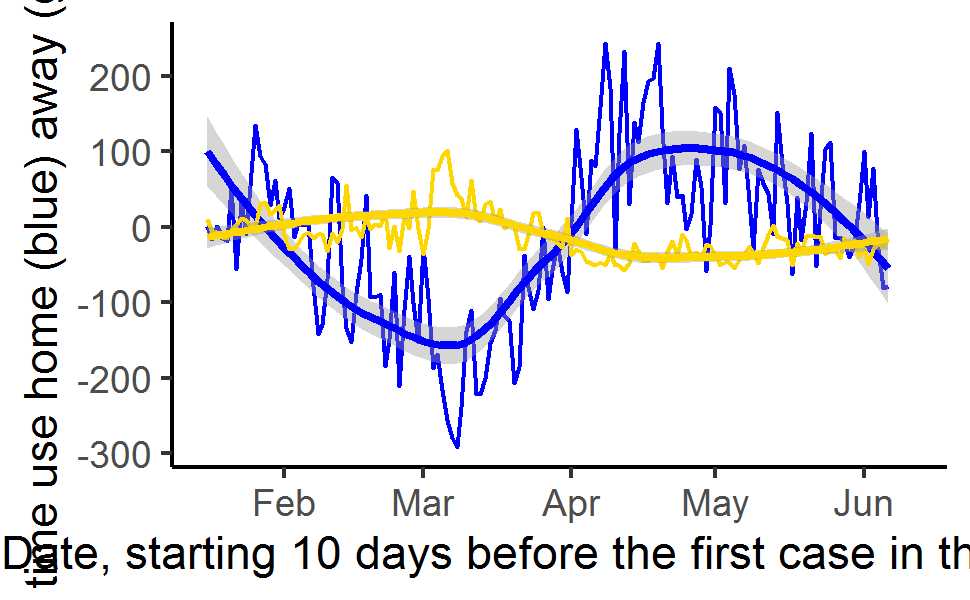 time use home (blue) away (
200
100
0
-100
-200
-300
Feb Mar Apr May Jun
Date, starting 10 days before the first case in th